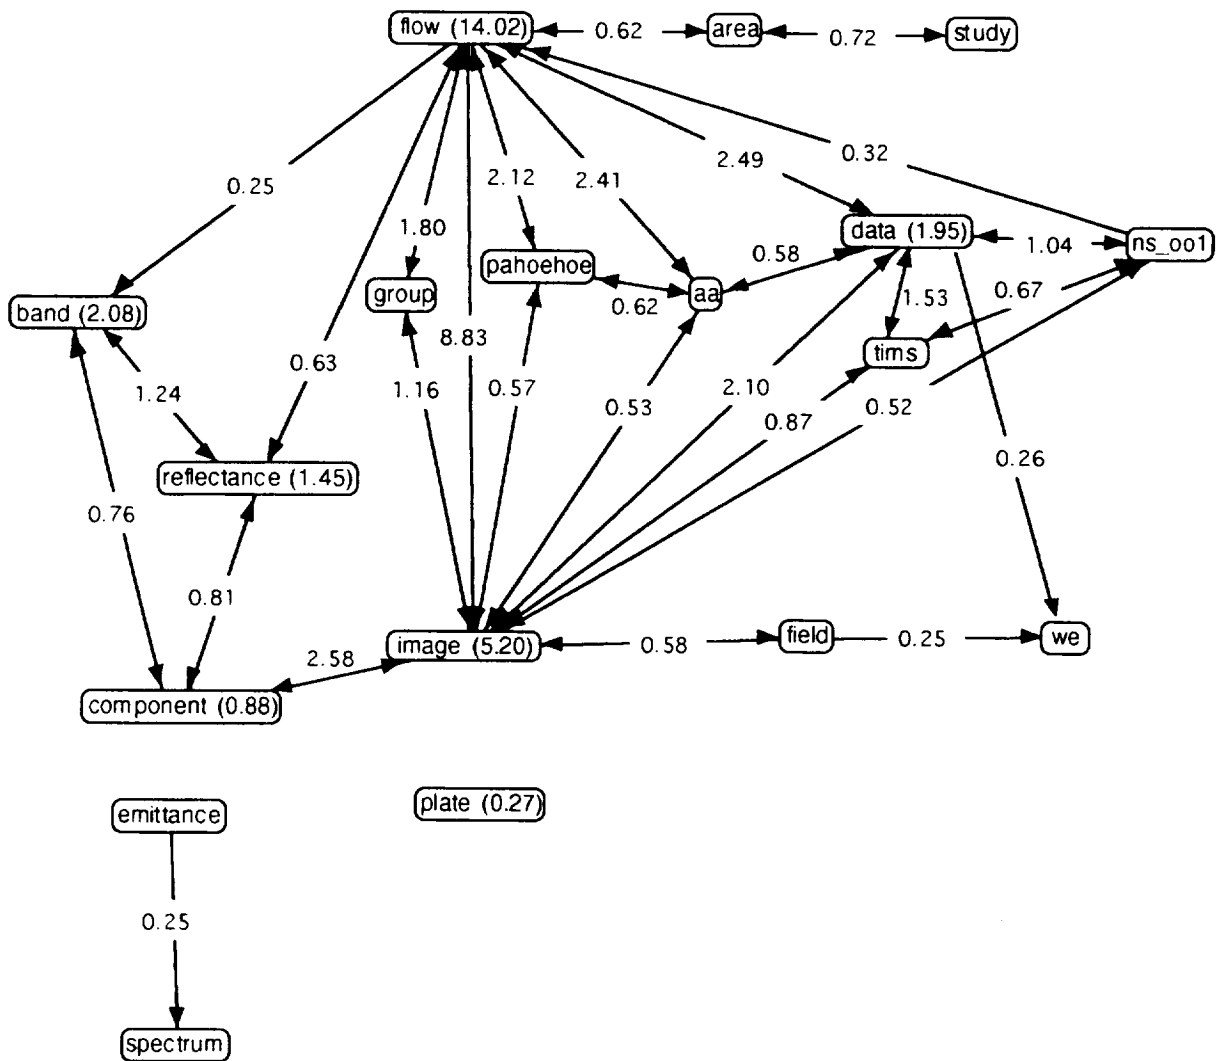 flow (14.02)
0.62
area
0.72
study
0.25
2.12
2.41
2.49
0.32
1.80
data (1.95)
1.04
ns_oo1
pahoehoe
0.58
group
0.62
aa
band (2.08)
1.53
0.67
tims
8.83
0.63
1.24
1.16
0.57
0.53
2.10
0.87
0.52
reflectance (1.45)
0.26
0.76
0.81
image (5.20)
0.58
field
0.25
we
2.58
component (0.88)
emittance
plate (0.27)
0.25
spectrum